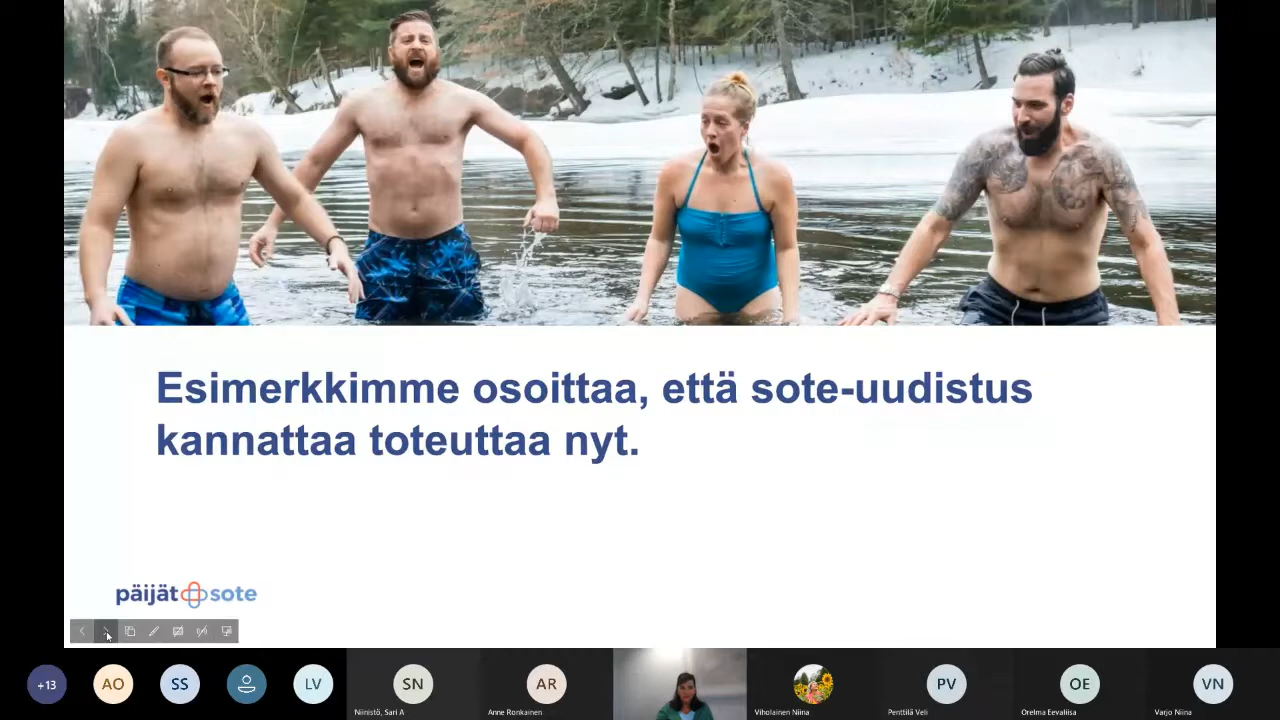 Esimerkkimme osoittaa, että sote-uudistus
kannattaa toteuttaa nyt.
päijät sote
+13
AO
SS
LV
SN
AR
PV
OE
VN
Niinistö, Sari A
Anne Ronkainen
Viholainen Niina
Penttilä Veli
Orelma Eevaliisa
Varjo Niina